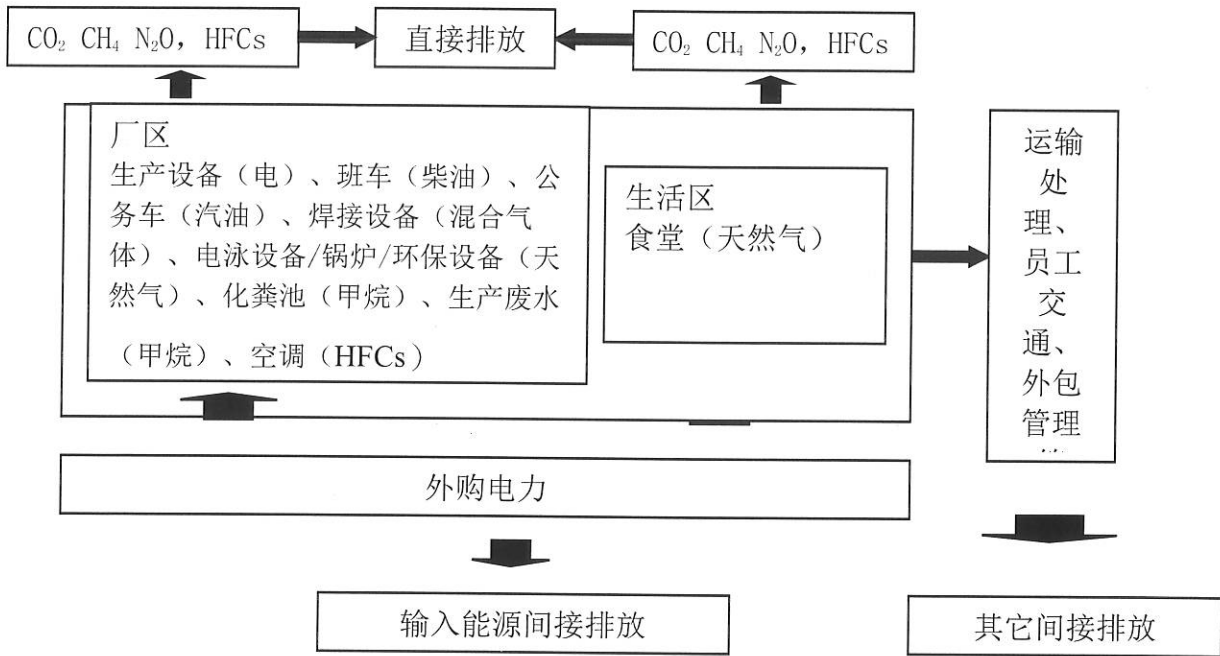 CO₂ CH₄ N₂O，HFCs
直接排放
CO₂ CH₄ N₂O，HFCs
厂区
生产设备（电）、班车（柴油）、公
务车（汽油）、焊接设备（混合气
体）、电泳设备/锅炉/环保设备（天
然气）、化粪池（甲烷）、生产废水
（甲烷）、空调（HFCs）
生活区
食堂（天然气）
运输
处
理、
员工
交
通、
外包
管理
外购电力
输入能源间接排放
其它间接排放